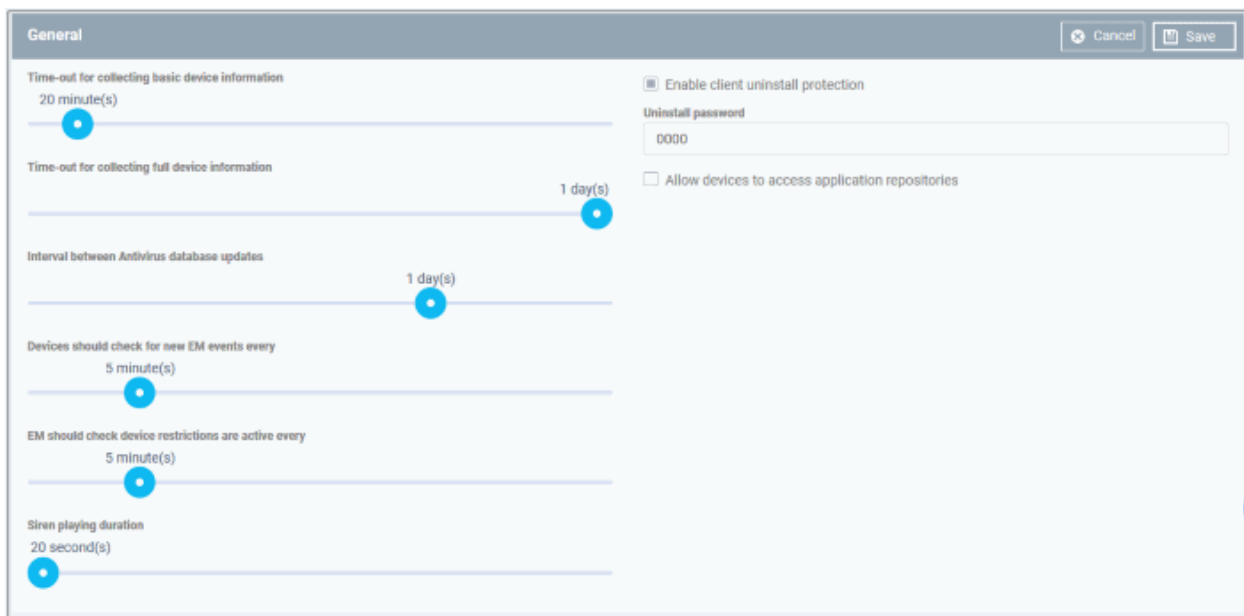 General
Cancel
Save
Time-out for collecting basic device information
20 minute(s)
Time-out for collecting full device information
1 day(s)
Interval between Antivirus database updates
1 day(s)
Devices should check for new EM events every
5 minute(s)
EM should check device restrictions are active every
5 minute(s)
Siren playing duration
20 second(s)
Enable client uninstall protection
Uninstall password
0000
Allow devices to access application repositories